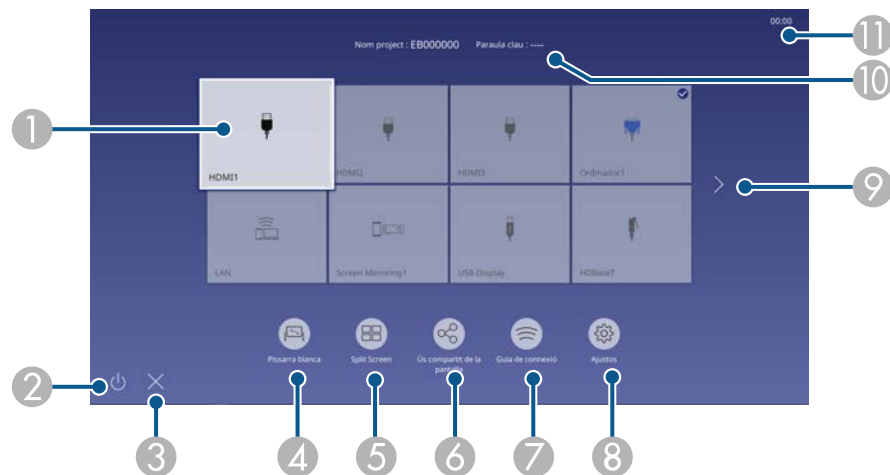 00:00
11
Nom project : EB000000 Paraula clau : ----
10
1
HDMI1
HDMI2
HDMI3
Ordinador1
9
LAN
Screen Mirroring1
USB Display
HDBaseT
Pissarra blanca
Split Screen
Ús compartit de la
pantalla
Guia de connexió
Ajustos
2
3
4
5
6
7
8